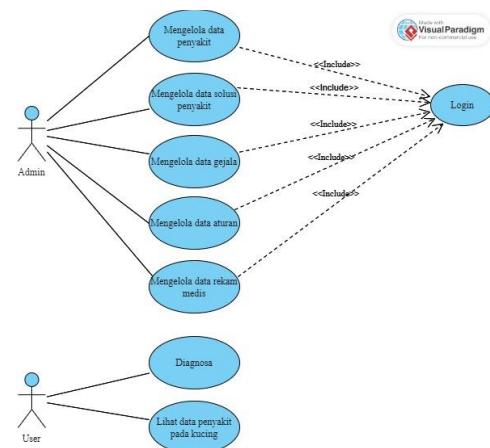 Made with
Visual Paradigm
For non-commercial use
Mengelola data
penyakit
<<Include>>
Mengelola data solusi
penyakit
<<Include>>
Login
Admin
Mengelola data gejala
<<Include>>
<<Include>>
Mengelola data aturan
<<Include>>
Mengelola data rekam
medis
Diagnosa
User
Lihat data penyakit
pada kucing